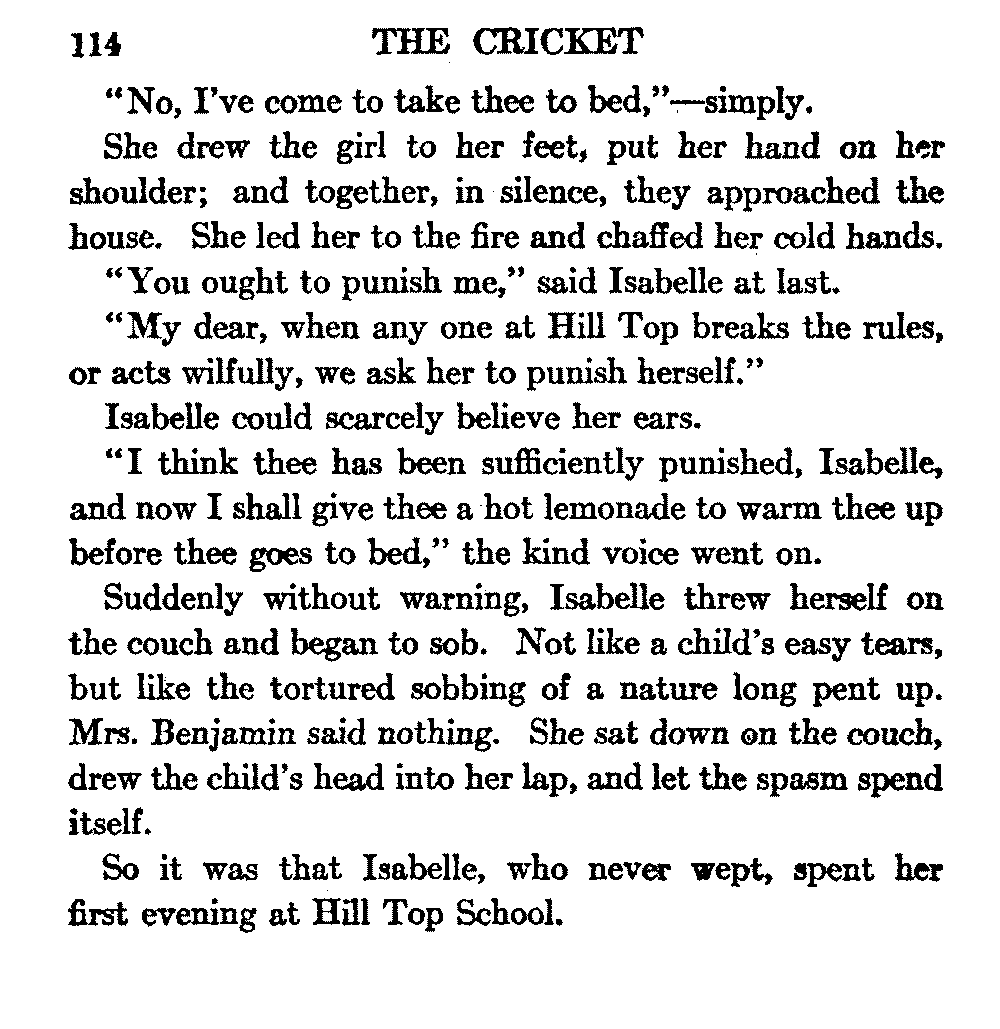 114 THE CRICKET
“No, I’ve come to take thee to bed,”—simply.
She drew the girl to her feet, put her hand on her
shoulder; and together, in silence, they approached the
house. She led her to the fire and chaffed her cold hands.
“You ought to punish me,” said Isabelle at last.
“My dear, when any one at Hill Top breaks the rules,
or acts wilfully, we ask her to punish herself.”
Isabelle could scarcely believe her ears.
“I think thee has been sufficiently punished, Isabelle,
and now I shall give thee a hot lemonade to warm thee up
before thee goes to bed,” the kind voice went on.
Suddenly without warning, Isabelle threw herself on
the couch and began to sob. Not like a child’s easy tears,
but like the tortured sobbing of a nature long pent up.
Mrs. Benjamin said nothing. She sat down on the couch,
drew the child’s head into her lap, and let the spasm spend
itself.
So it was that Isabelle, who never wept, spent her
first evening at Hill Top School.